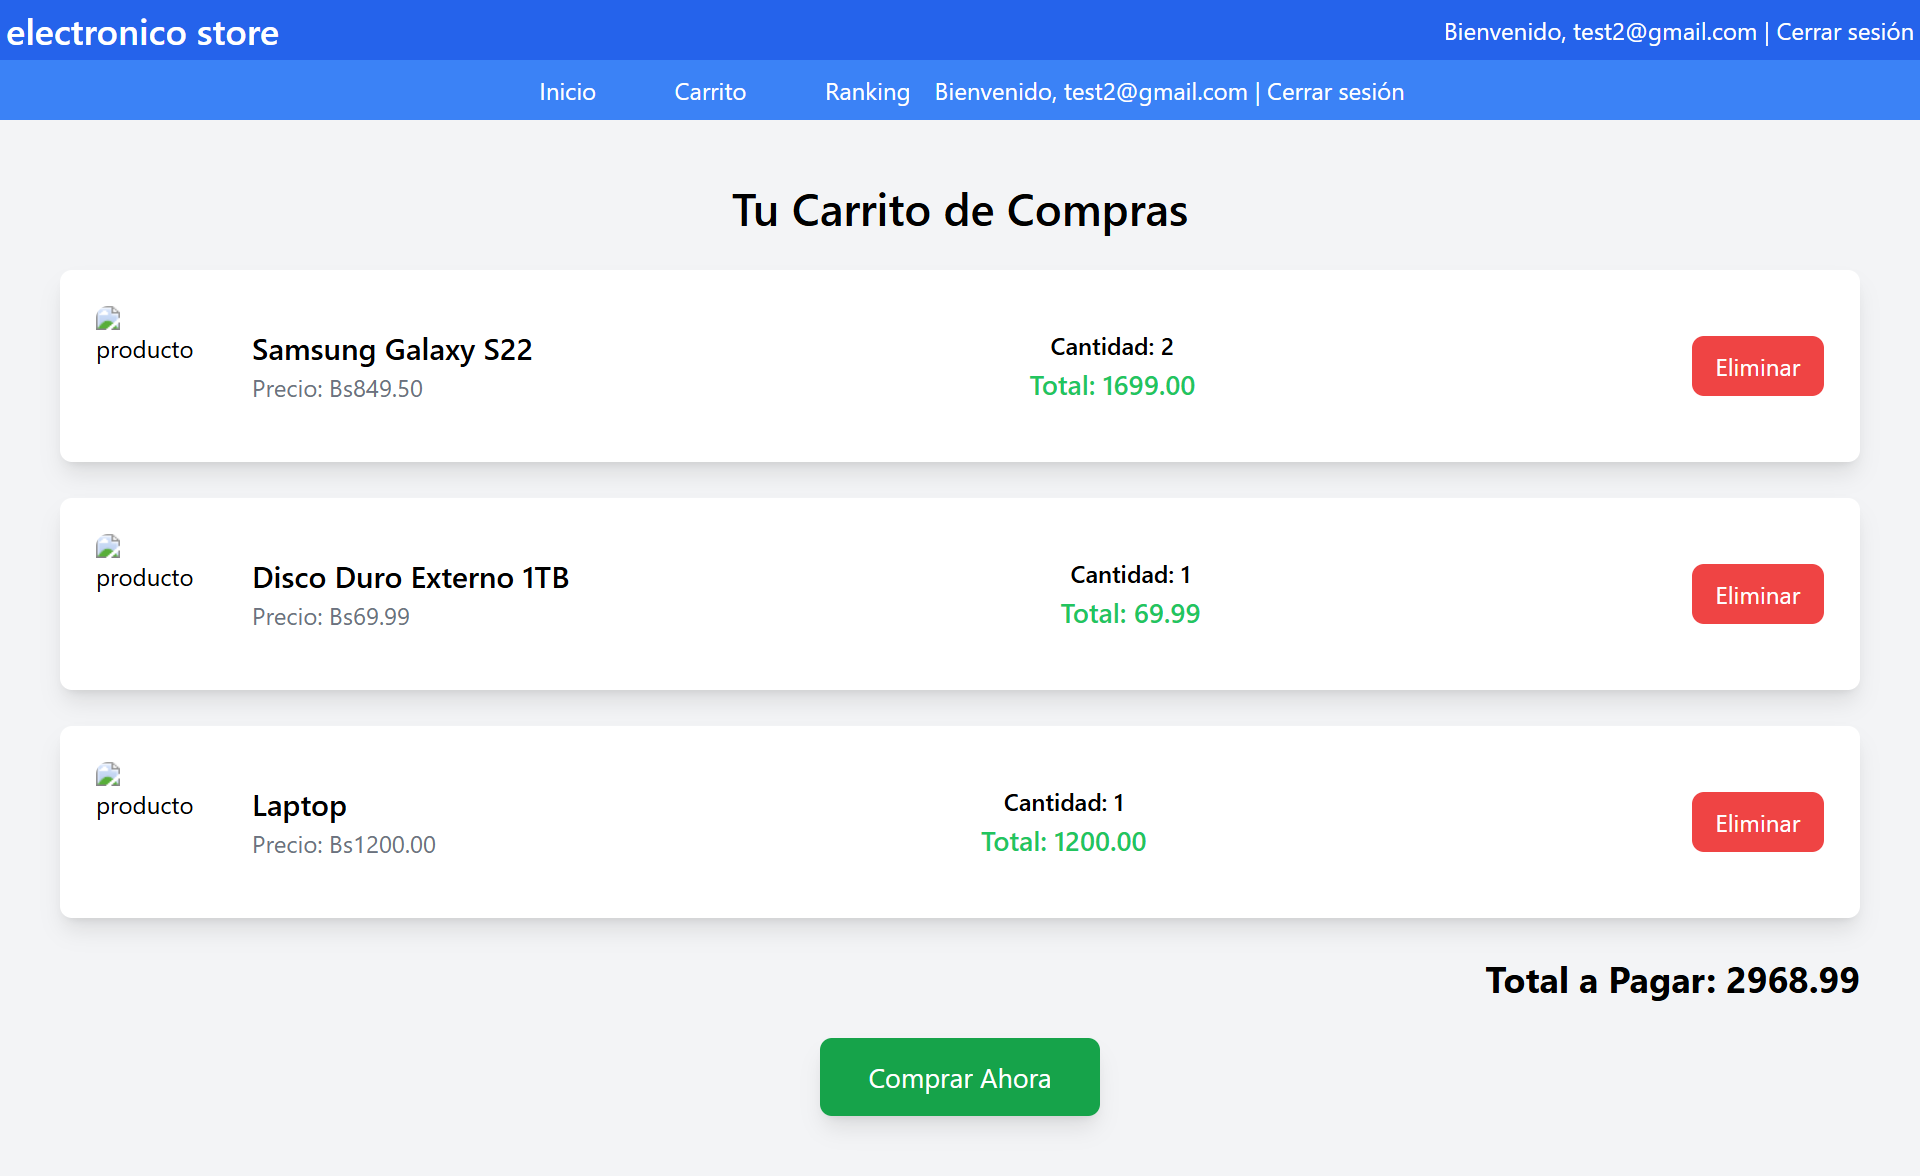 electronico store
Bienvenido, test2@gmail.com | Cerrar sesión
Inicio Carrito Ranking Bienvenido, test2@gmail.com | Cerrar sesión
Tu Carrito de Compras
producto
Samsung Galaxy S22
Precio: Bs849.50
Cantidad: 2
Total: 1699.00
Eliminar
producto
Disco Duro Externo 1TB
Precio: Bs69.99
Cantidad: 1
Total: 69.99
Eliminar
producto
Laptop
Precio: Bs1200.00
Cantidad: 1
Total: 1200.00
Eliminar
Total a Pagar: 2968.99
Comprar Ahora